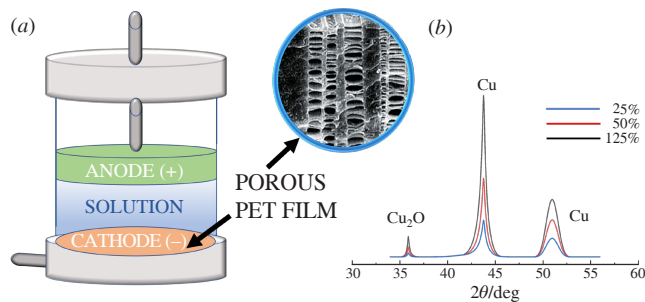 (a)
ANODE (+)
SOLUTION
CATHODE (–)
POROUS
PET FILM
(b)
Cu
25%
50%
125%
Cu₂O
Cu
30 35 40 45 50 55 60
2θ/deg